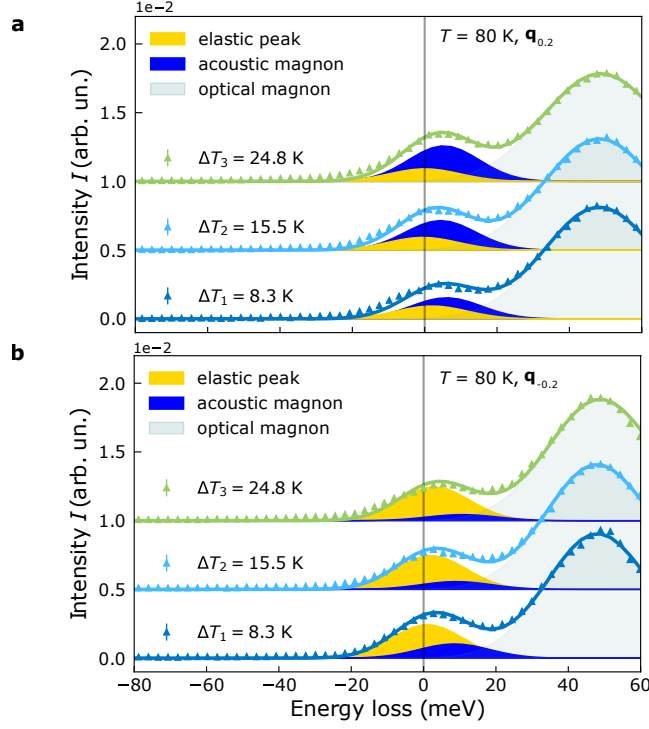 a
1e−2
elastic peak
acoustic magnon
optical magnon
T = 80 K, q0.2
ΔT3 = 24.8 K
ΔT2 = 15.5 K
ΔT1 = 8.3 K
2.0
1.5
1.0
0.5
0.0
Intensity I (arb. un.)
b
1e−2
elastic peak
acoustic magnon
optical magnon
T = 80 K, q-0.2
ΔT3 = 24.8 K
ΔT2 = 15.5 K
ΔT1 = 8.3 K
2.0
1.5
1.0
0.5
0.0
Intensity I (arb. un.)
−80 −60 −40 −20 0 20 40 60
Energy loss (meV)